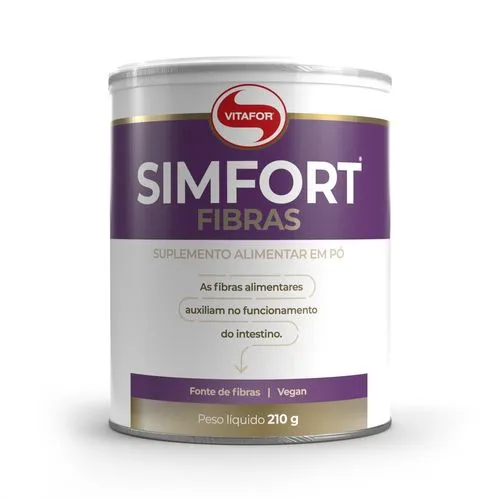 VITAFOR®
SIMFORT®
FIBRAS
SUPLEMENTO ALIMENTAR EM PÓ
As fibras alimentares
auxiliam no funcionamento
do intestino.
Fonte de fibras | Vegan
Peso líquido 210 g